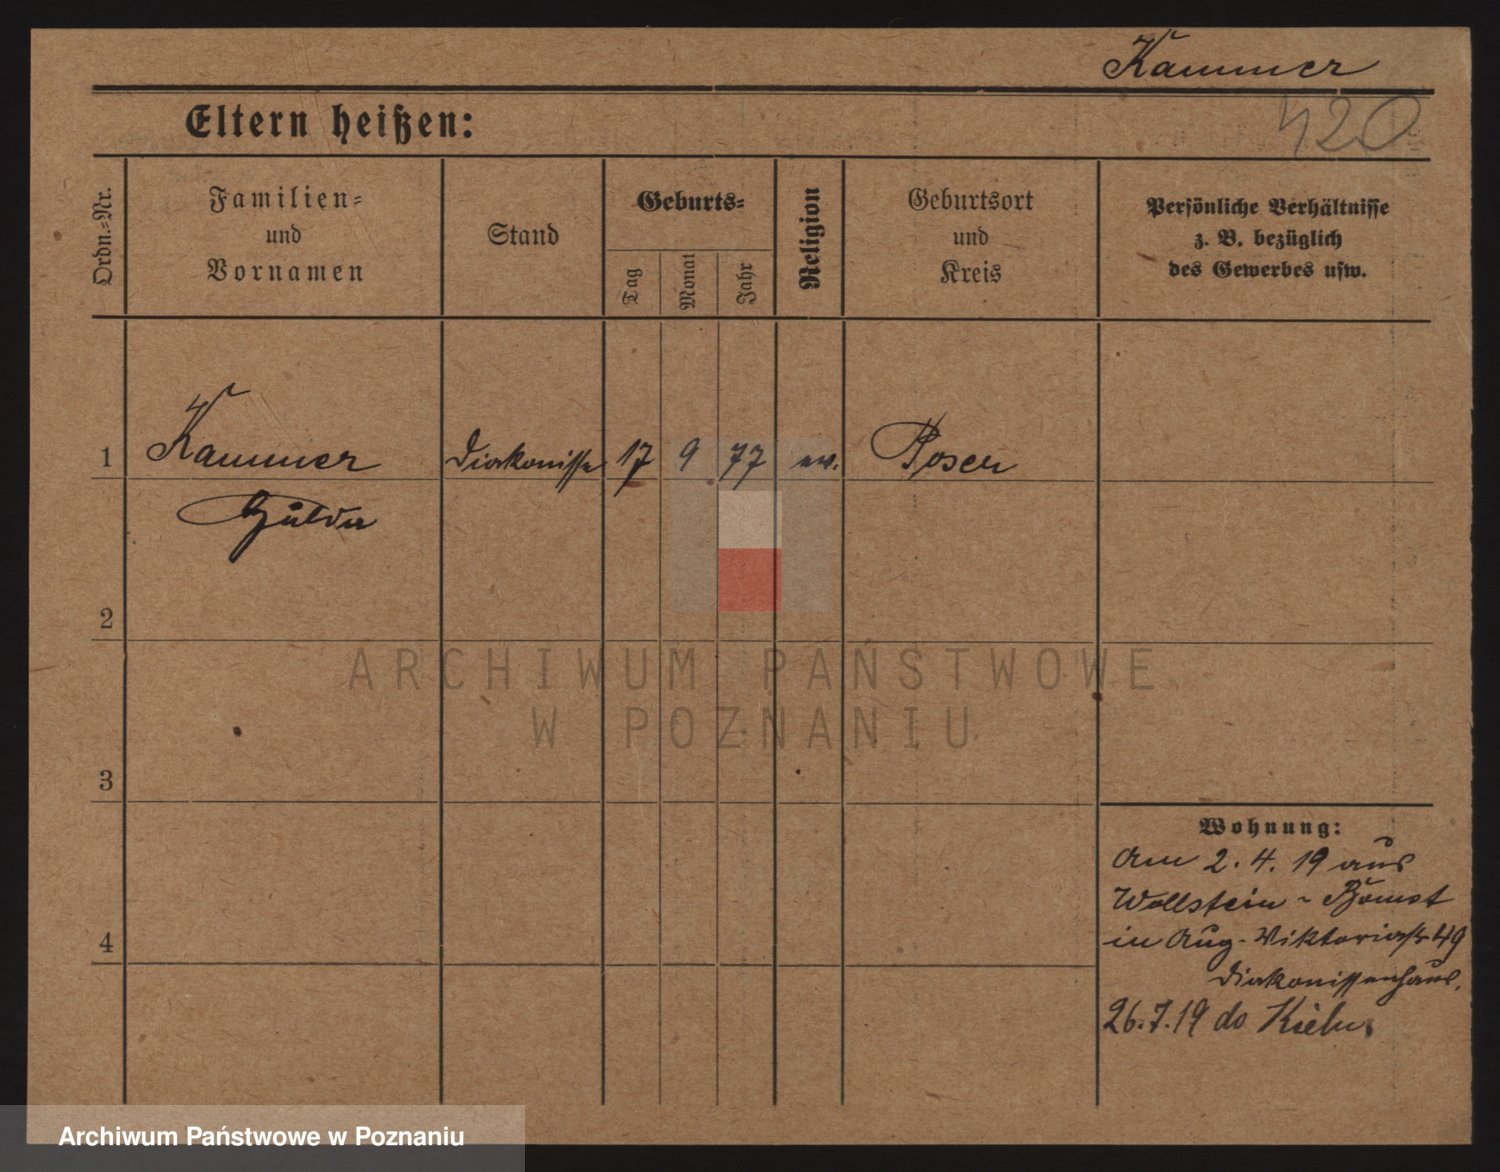 Kammer
420
Eltern heißen:
Ordn.-Nr.
Familien-
und
Vornamen
Stand
Geburts-
Tag
Monat
Jahr
Religion
Geburtsort
und
Kreis
Persönliche Verhältnisse
z. B. bezüglich
des Gewerbes usw.
1
Kammer
Diakonisse
17
9
77
ev.
Posen
Hulda
2
3
4
Wohnung:
Am 2. 4. 19 aus
Wollstein - Bomst
in Aug. Viktoriastr 49
Diakonissenhaus.
26.7.19 do
ARCHIWUM PAŃSTWOWE
W POZNANIU
Archiwum Państwowe w Poznaniu